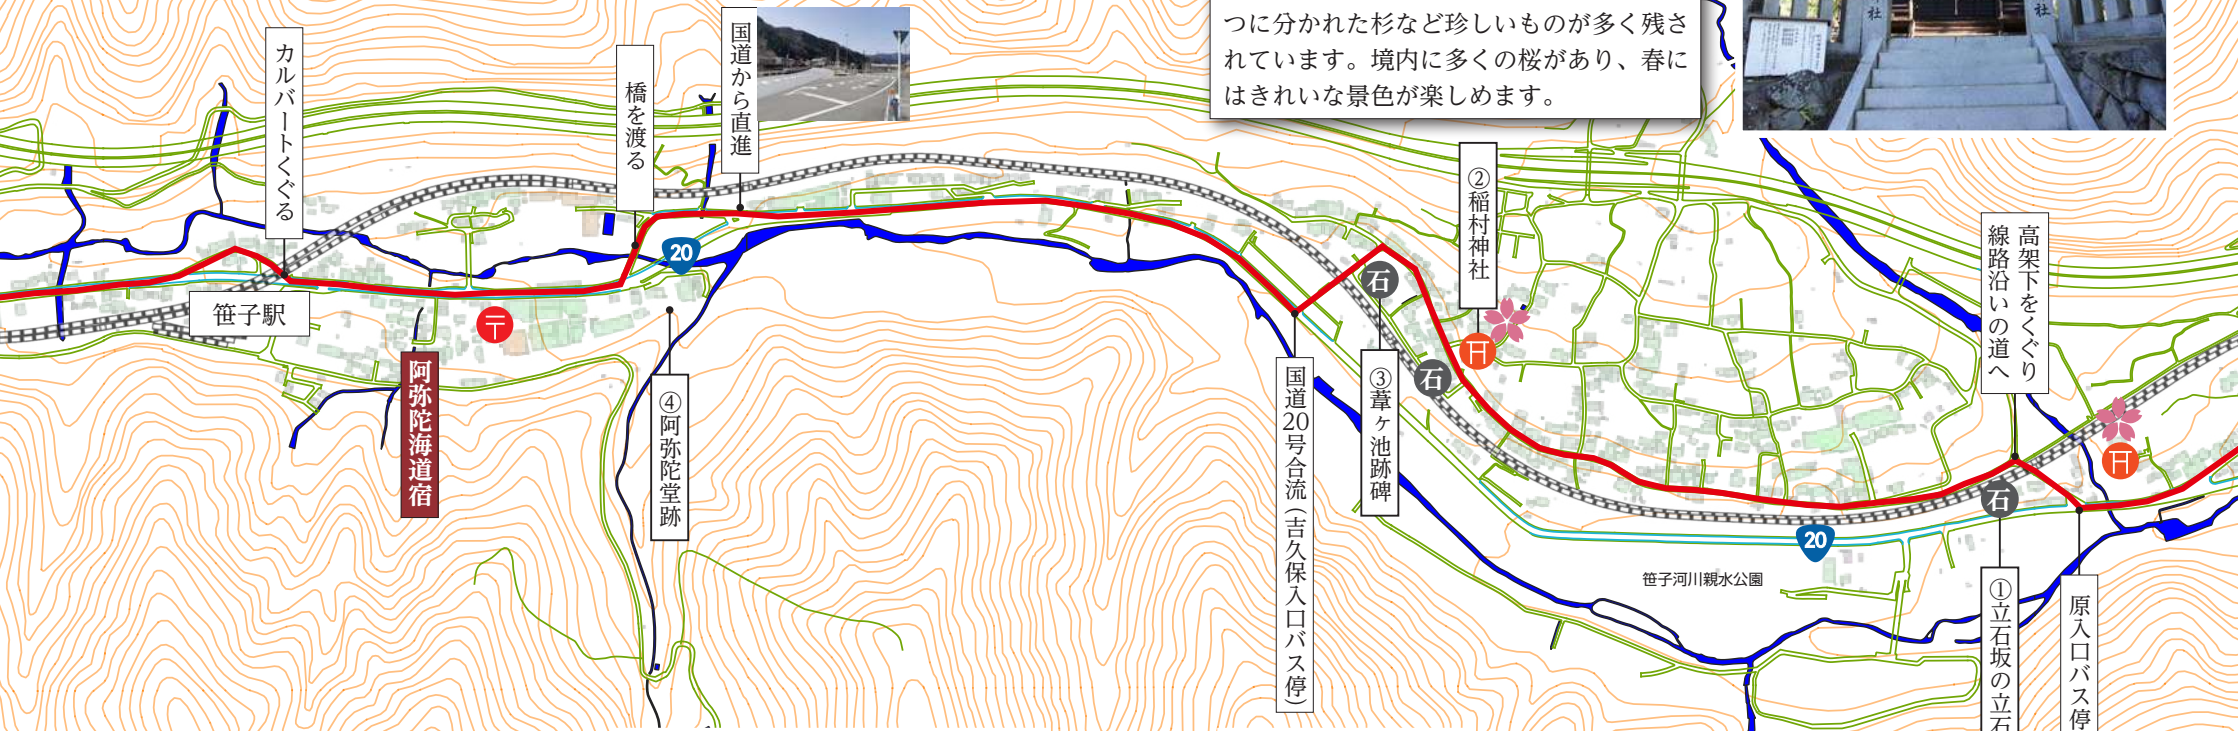 つに分かれた杉など珍しいものが多く残さ
れています。境内に多くの桜があり、春に
はきれいな景色が楽しめます。
社
社
カルバートくぐる
橋を渡る
国道から直進
20
笹子駅
〒
阿弥陀海道宿
④阿弥陀堂跡
国道20号合流(吉久保入口バス停)
石
③葦ヶ池跡碑
石
②稲村神社
高架下をくぐり
線路沿いの道へ
石
20
笹子河川親水公園
①立石坂の立石
原入口バス停